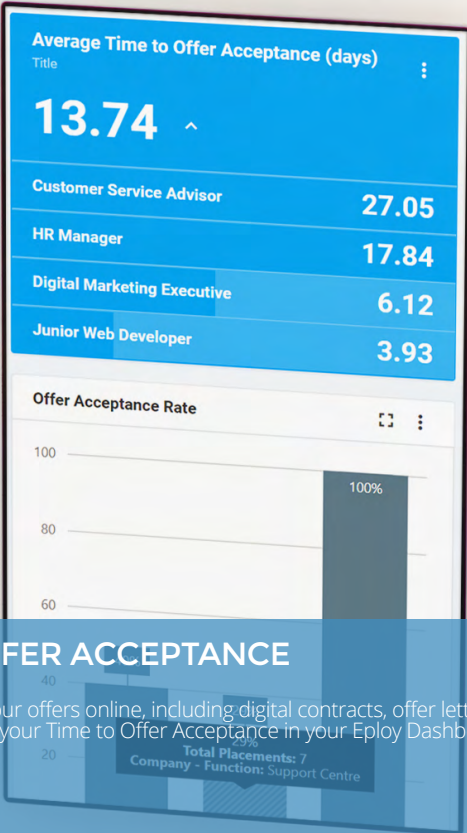 Average Time to Offer Acceptance (days)
Title
13.74
Customer Service Advisor 27.05
HR Manager 17.84
Digital Marketing Executive 6.12
Junior Web Developer 3.93
Offer Acceptance Rate
100
100%
80
60
FER ACCEPTANCE
40
ur offers online, including digital contracts, offer lett
your Time to Offer Acceptance in your Eploy Dashb
29%
20
Total Placements: 7
Company - Function: Support Centre